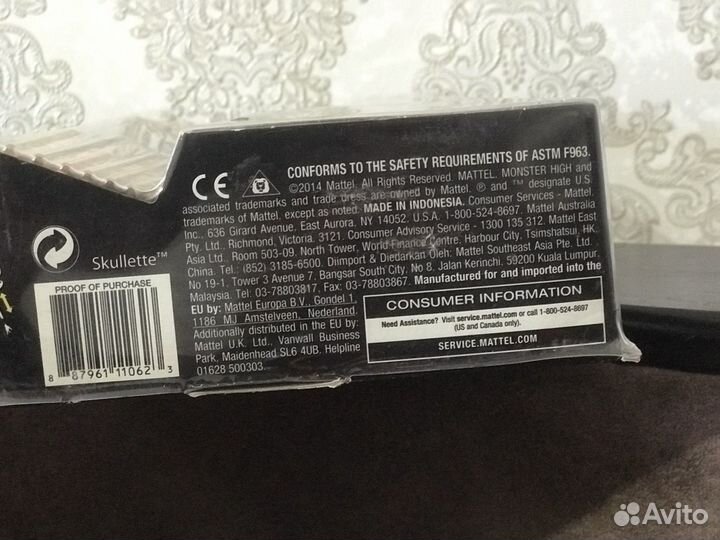 CONFORMS TO THE SAFETY REQUIREMENTS OF ASTM F963.
CE
©2014 Mattel. All Rights Reserved. MATTEL, MONSTER HIGH and
associated trademarks and trade dress are owned by Mattel. ® and ™ designate U.S.
trademarks of Mattel, except as noted. MADE IN INDONESIA. Consumer Services - Mattel
Inc., 636 Girard Avenue, East Aurora, NY 14052, U.S.A. 1-800-524-8697. Mattel Australia
Pty. Ltd., Richmond, Victoria. 3121. Consumer Advisory Service - 1300 135 312. Mattel East
Asia Ltd., Room 503-09, North Tower, World Finance Centre, Harbour City, Tsimshatsui, HK,
China. Tel.: (852) 3185-6500. Diimport & Diedarkan Oleh: Mattel Southeast Asia Pte. Ltd.
No 19-1, Tower 3 Avenue 7, Bangsar South City, No 8, Jalan Kerinchi, 59200 Kuala Lumpur,
Malaysia. Tel: 03-78803817, Fax: 03-78803867. Manufactured for and imported into the
EU by: Mattel Europa B.V., Gondel 1,
1186 MJ Amstelveen, Nederland.
Additionally distributed in the EU by:
Mattel U.K. Ltd., Vanwall Business
Park, Maidenhead SL6 4UB. Helpline
01628 500303.
Skullette™
PROOF OF PURCHASE
8 87961 11062 3
CONSUMER INFORMATION
Need Assistance? Visit service.mattel.com or call 1-800-524-8697
(US and Canada only)
SERVICE.MATTEL.COM
Avito